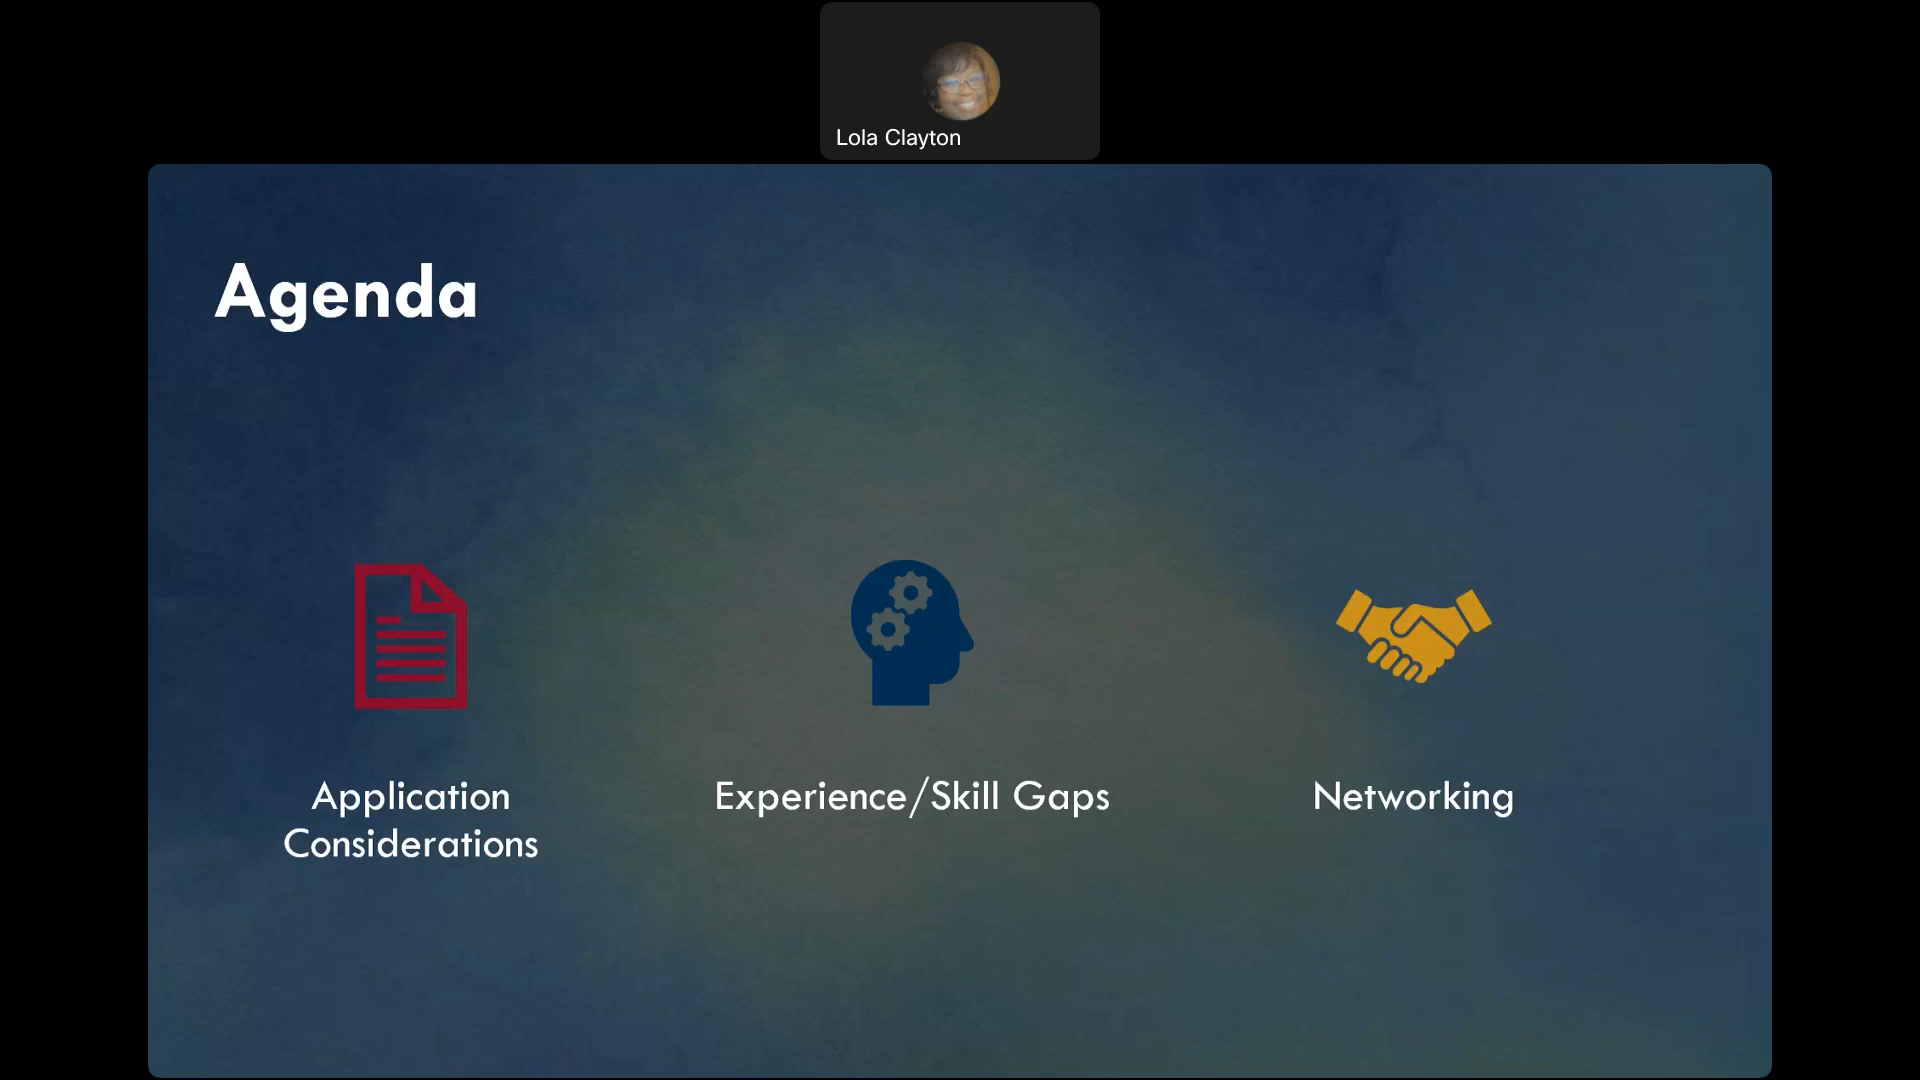 Lola Clayton
Agenda
Application
Considerations
Experience/Skill Gaps
Networking